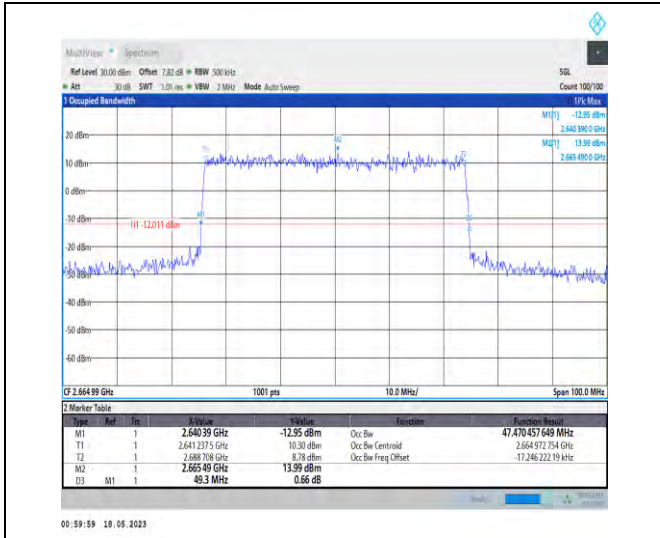 MultiView Spectrum
Ref Level 30.00 dBm Offset 7.82 dB RBW 500 kHz SGL
Att 30 dB SWT 1.01 ms VBW 2 MHz Mode Auto Sweep Count 100/100
1 Occupied Bandwidth 1Pk Max
M1[1] -12.95 dBm
2.640 390 0 GHz
20 dBm M2 M2[1] 13.99 dBm
T1 T2 2.665 490 0 GHz
10 dBm
0 dBm
M1
-10 dBm
H1 -12.011 dBm
-20 dBm
-30 dBm
-40 dBm
-50 dBm
-60 dBm
CF 2.664 99 GHz 1001 pts 10.0 MHz/ Span 100.0 MHz
2 Marker Table
Type Ref Trc X-Value Y-Value Function Function Result
M1 1 2.640 39 GHz -12.95 dBm Occ Bw 47.470 457 649 MHz
T1 1 2.641 237 5 GHz 10.30 dBm Occ Bw Centroid 2.664 972 754 GHz
T2 1 2.688 708 GHz 8.78 dBm Occ Bw Freq Offset -17.246 222 19 kHz
M2 1 2.665 49 GHz 13.99 dBm
D3 M1 1 49.3 MHz 0.66 dB
00:59:59 18.05.2023